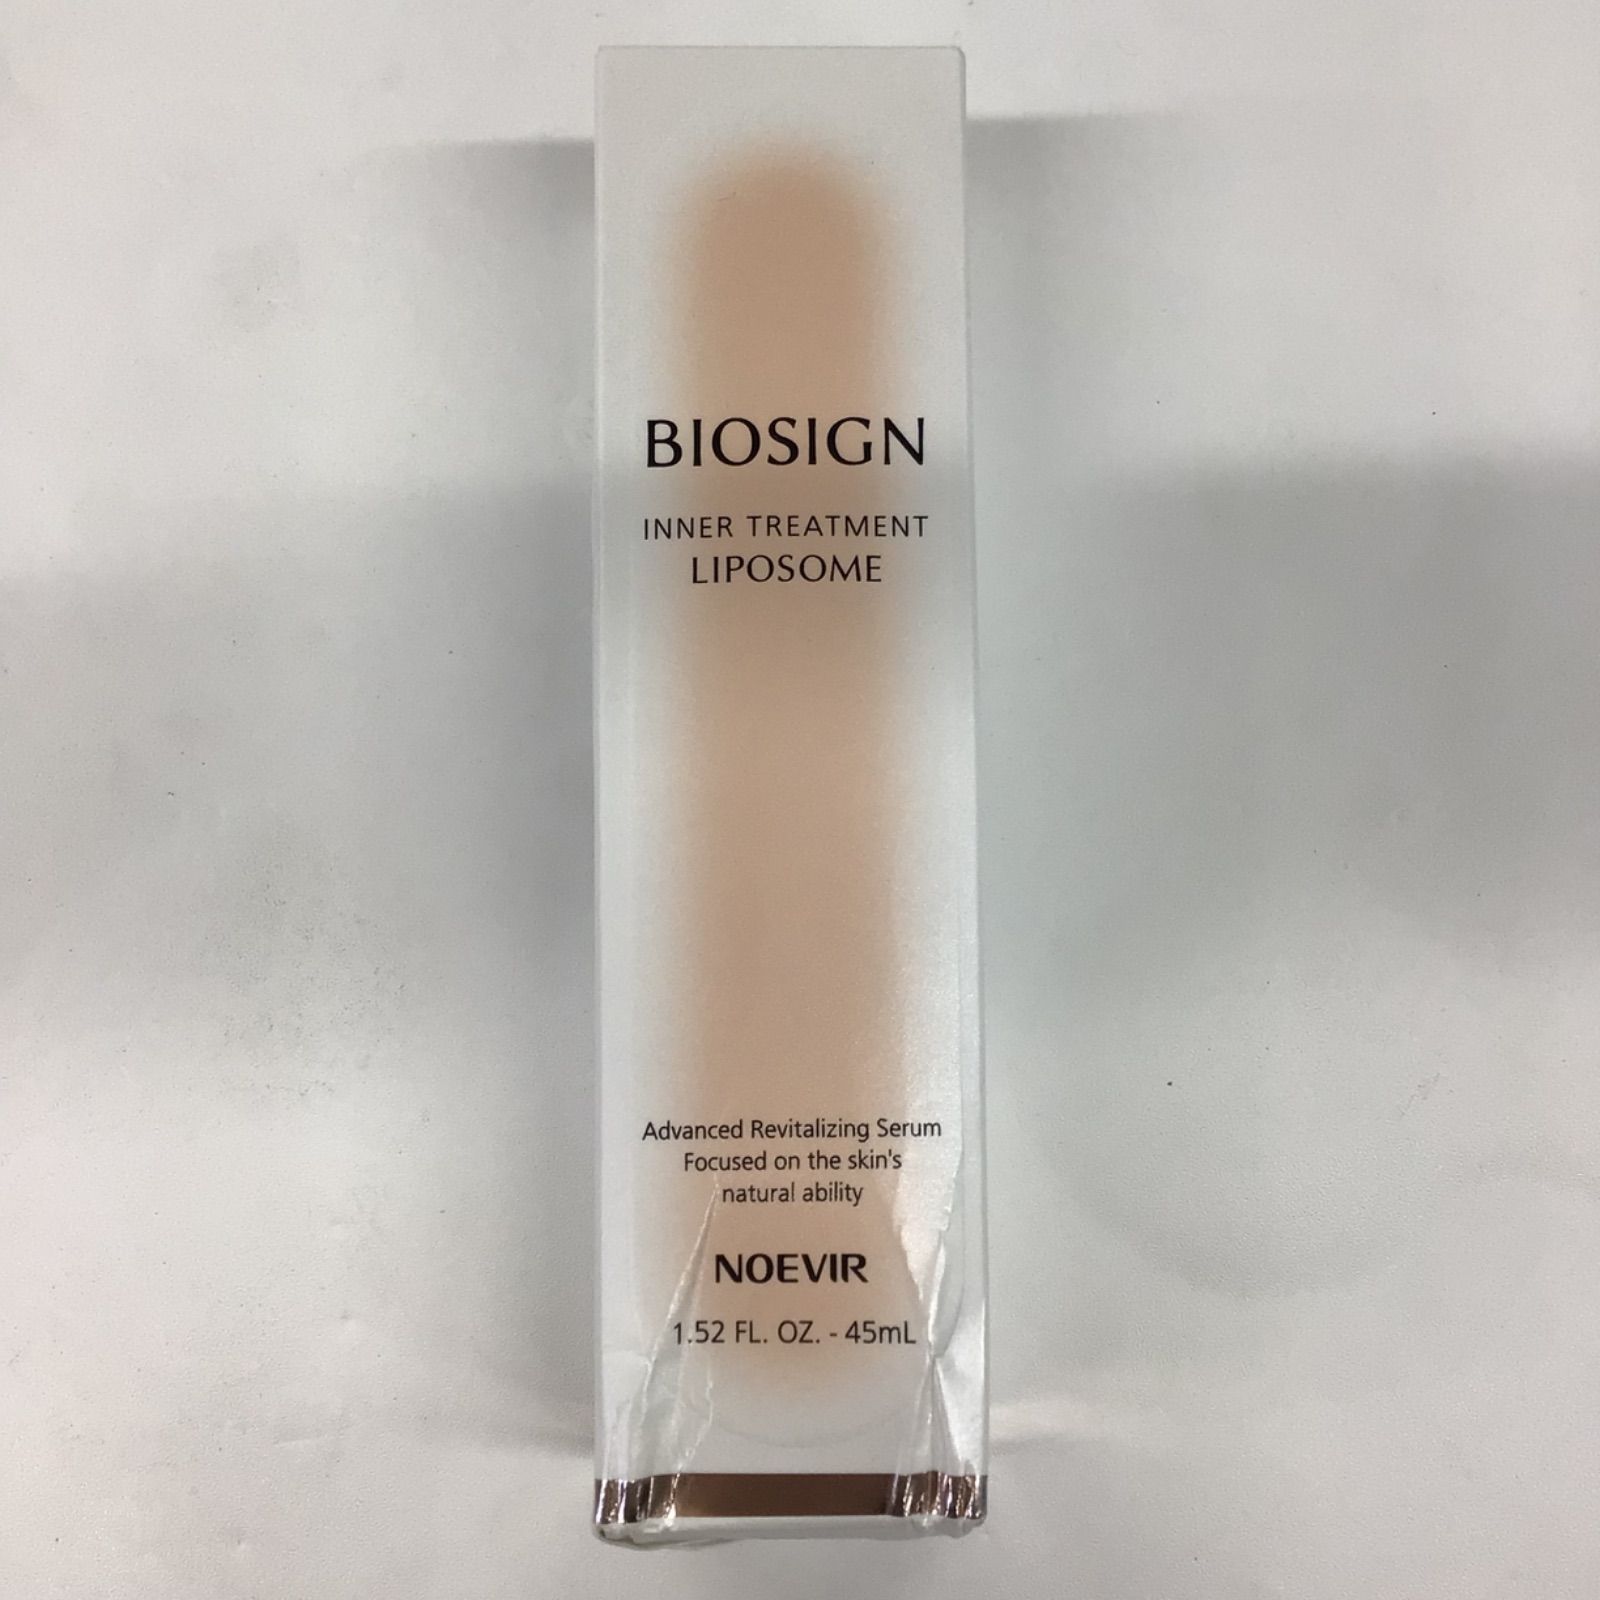 BIOSIGN
INNER TREATMENT
LIPOSOME
Advanced Revitalizing Serum
Focused on the skin's
natural ability
NOEVIR
1.52 FL. OZ. - 45mL